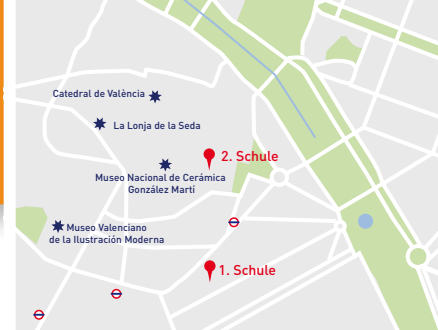 Catedral de València
La Lonja de la Seda
2. Schule
Museo Nacional de Cerámica
González Martí
Museo Valenciano
de la Ilustración Moderna
1. Schule